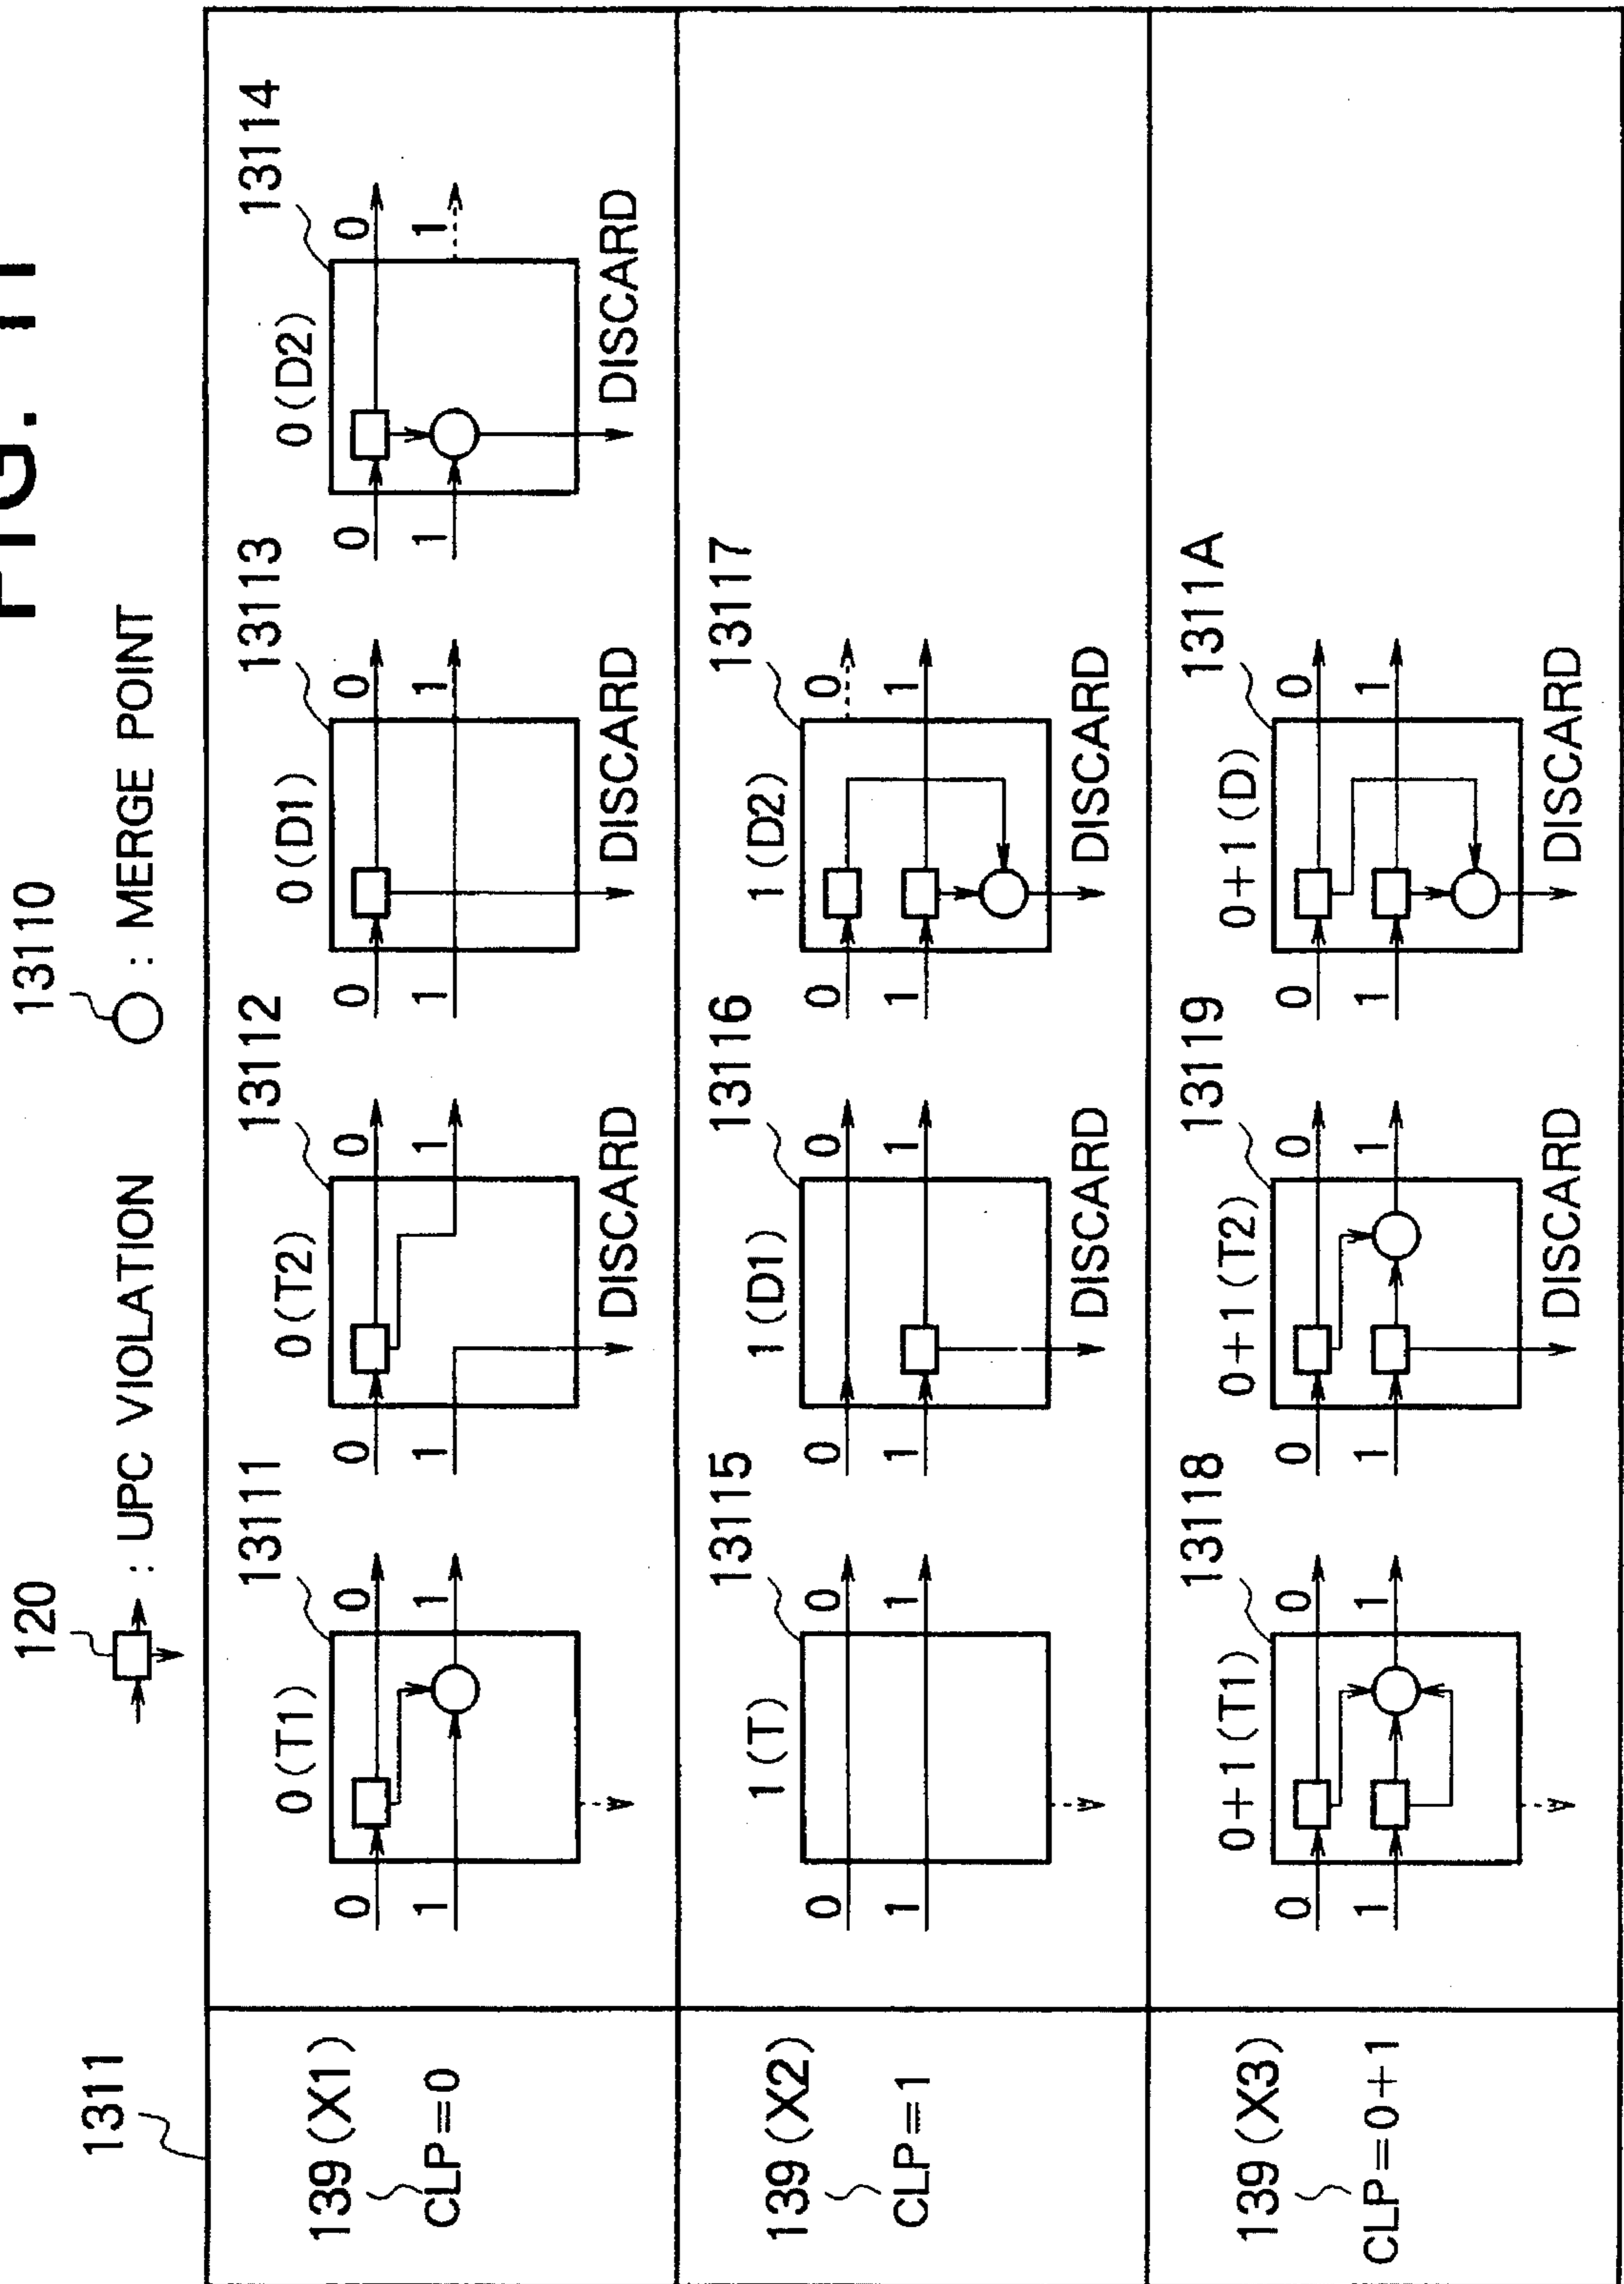 FIG. 11
120 13110
: UPC VIOLATION : MERGE POINT
1311
139 (X1)
CLP=0
13111 13112 13113 13114
0 (T1) 0 (T2) 0 (D1) 0 (D2)
0 0 0 0 0 0 0 0
1 1 1 1 1 1 1 1
DISCARD DISCARD DISCARD
139 (X2)
CLP=1
13115 13116 13117
1 (T) 1 (D1) 1 (D2)
0 0 0 0 0 0
1 1 1 1 1 1
DISCARD DISCARD
139 (X3)
CLP=0+1
13118 13119 1311A
0+1 (T1) 0+1 (T2) 0+1 (D)
0 0 0 0 0 0
1 1 1 1 1 1
DISCARD DISCARD